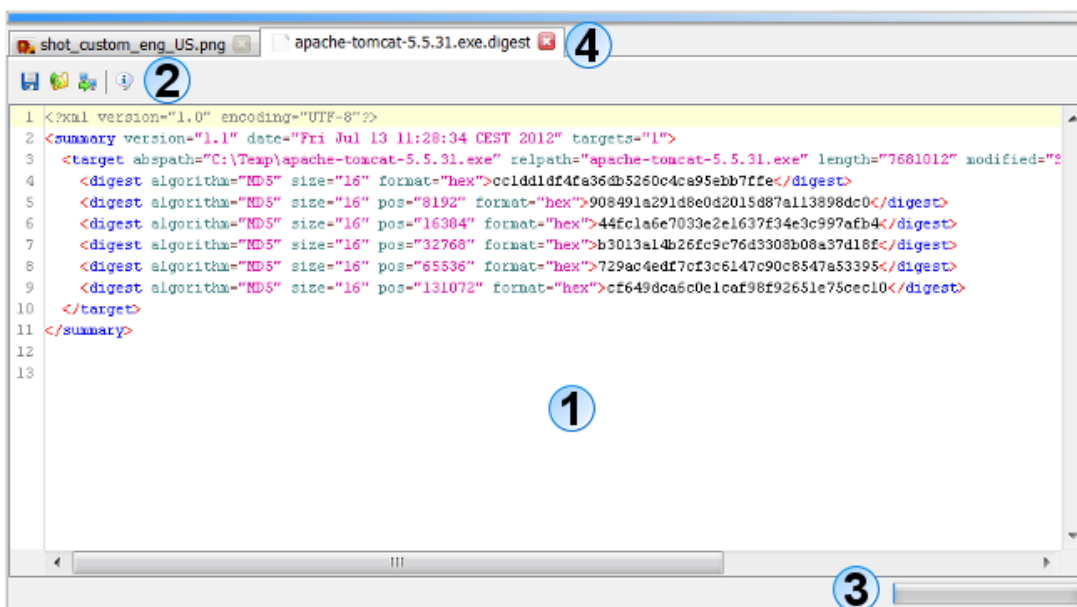 shot_custom_eng_US.png apache-tomcat-5.5.31.exe.digest 4
2
1 <?xml version="1.0" encoding="UTF-8"?>
2 <summary version="1.1" date="Fri Jul 13 11:28:34 CEST 2012" targets="1">
3 <target abspath="C:\Temp\apache-tomcat-5.5.31.exe" relpath="apache-tomcat-5.5.31.exe" length="7681012" modified="2
4 <digest algorithm="MD5" size="16" format="hex">cc1dd1df4fa36db5260c4ca95ebb7ffe</digest>
5 <digest algorithm="MD5" size="16" pos="8192" format="hex">908491a291d8e0d2015d87a113898dc0</digest>
6 <digest algorithm="MD5" size="16" pos="16384" format="hex">44fc1a6e7033e2e1637f34e3c997afb4</digest>
7 <digest algorithm="MD5" size="16" pos="32768" format="hex">b3013a14b26fc9c76d3308b08a37d18f</digest>
8 <digest algorithm="MD5" size="16" pos="65536" format="hex">729ac4edf7cf3c6147c90c8547a53395</digest>
9 <digest algorithm="MD5" size="16" pos="131072" format="hex">cf649dca6c0e1caf98f92651e75cec10</digest>
10 </target>
11 </summary>
12
13
1
3